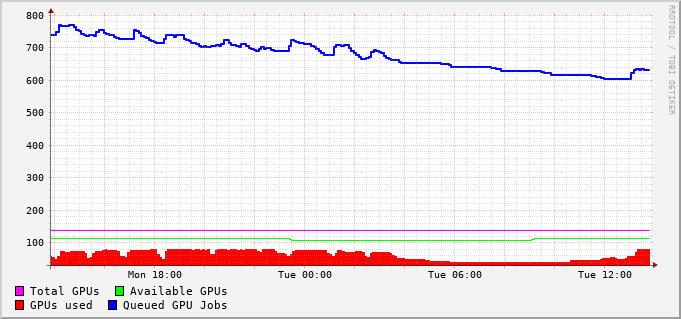 800
700
600
500
400
300
200
100
Mon 18:00 Tue 00:00 Tue 06:00 Tue 12:00
Total GPUs Available GPUs
GPUs used Queued GPU Jobs
RRDTOOL / TOBI OETIKER